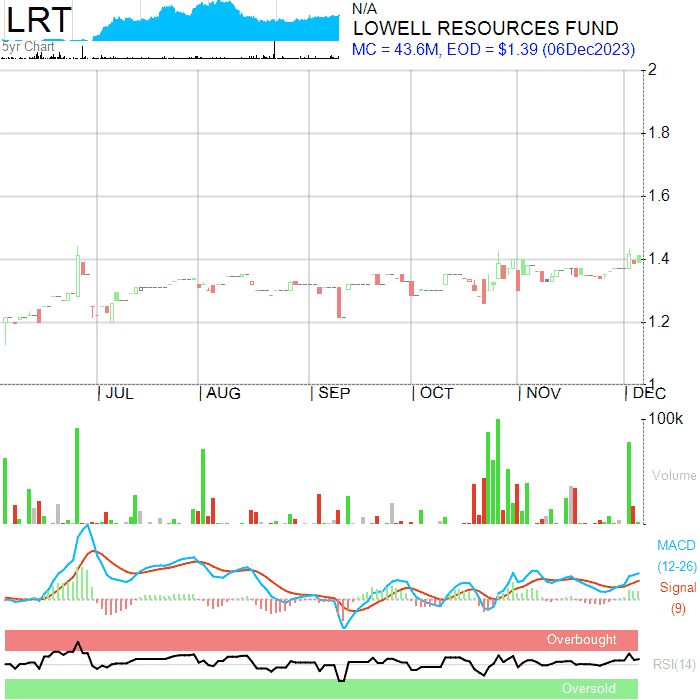 LRT
5yr Chart
N/A
LOWELL RESOURCES FUND
MC = 43.6M, EOD = $1.39 (06Dec2023)
2
1.8
1.6
1.4
1.2
1
JUL AUG SEP OCT NOV DEC
100k
Volume
MACD
(12-26)
Signal
(9)
Overbought
RSI(14)
Oversold